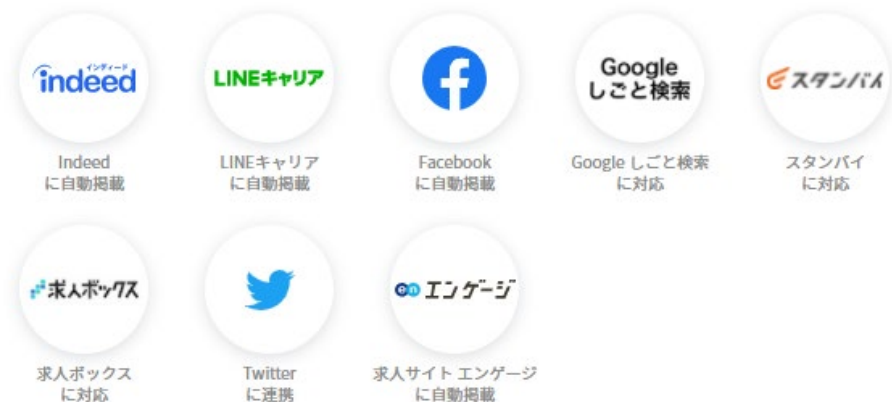 インディード
indeed
LINEキャリア
Google
しごと検索
スタンバイ
Indeed
に自動掲載
LINEキャリア
に自動掲載
Facebook
に自動掲載
Google しごと検索
に対応
スタンバイ
に対応
求人ボックス
en エンゲージ
求人ボックス
に対応
Twitter
に連携
求人サイト エンゲージ
に自動掲載